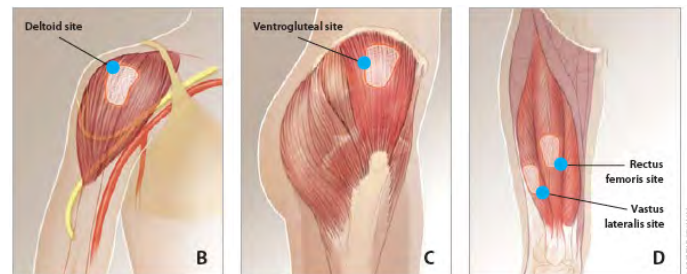 Deltoid site
B
Ventrogluteal site
C
Rectus
femoris site
Vastus
lateralis site
D